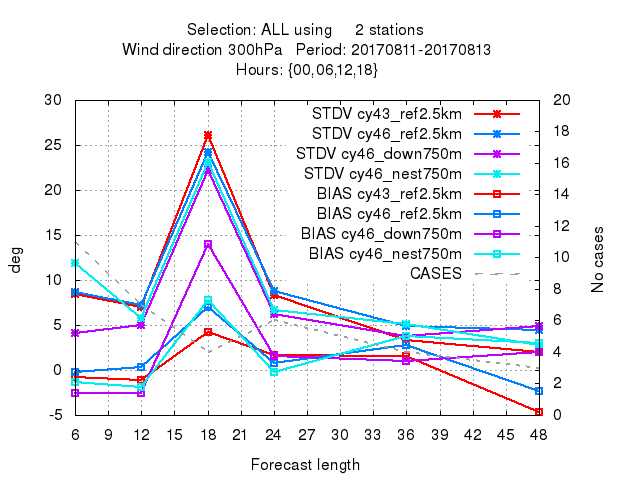 Selection: ALL using 2 stations
Wind direction 300hPa Period: 20170811-20170813
Hours: {00,06,12,18}
30
25
20
15
10
5
0
-5
deg
20
18
16
14
12
10
8
6
4
2
0
No cases
STDV cy43_ref2.5km
STDV cy46_ref2.5km
STDV cy46_down750m
STDV cy46_nest750m
BIAS cy43_ref2.5km
BIAS cy46_ref2.5km
BIAS cy46_down750m
BIAS cy46_nest750m
CASES
6 9 12 15 18 21 24 27 30 33 36 39 42 45 48
Forecast length